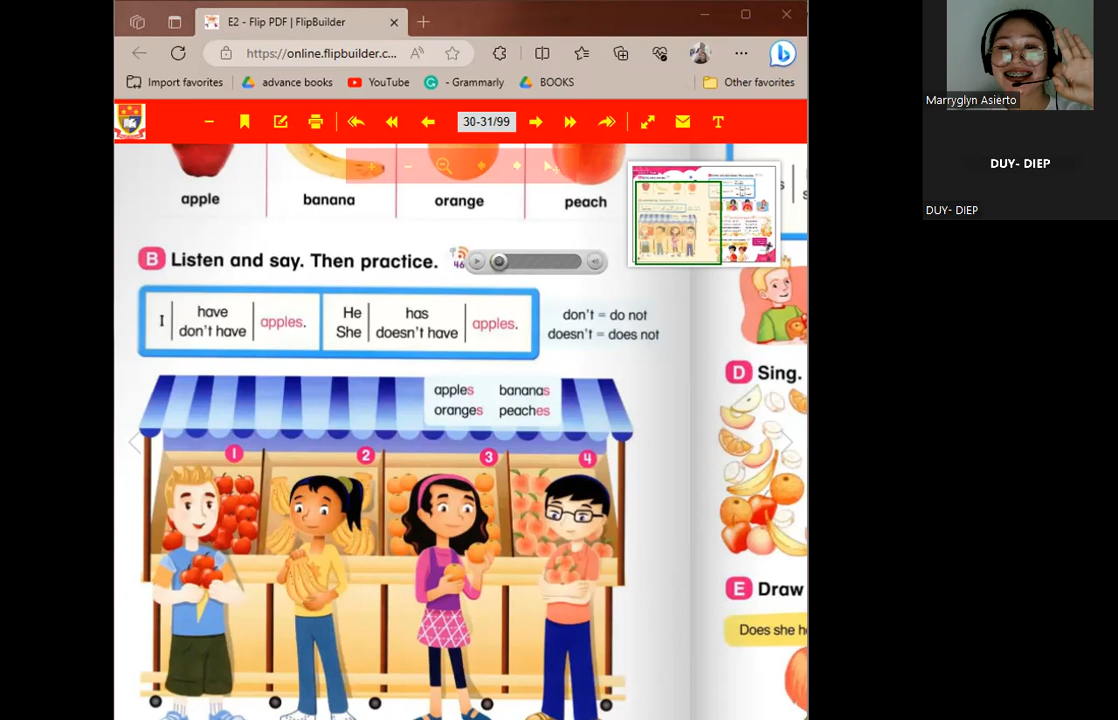 E2 - Flip PDF | FlipBuilder
https://online.flipbuilder.c...
Import favorites
advance books
YouTube
- Grammarly
BOOKS
Other favorites
30-31/99
T
apple
banana
orange
peach
B Listen and say. Then practice.
46
I
have
don't have
apples.
He
She
has
doesn't have
apples.
don't = do not
doesn't = does not
apples bananas
oranges peaches
1
2
3
4
D Sing.
E Draw
Does she h
Marryglyn Asierto
DUY- DIEP
DUY- DIEP